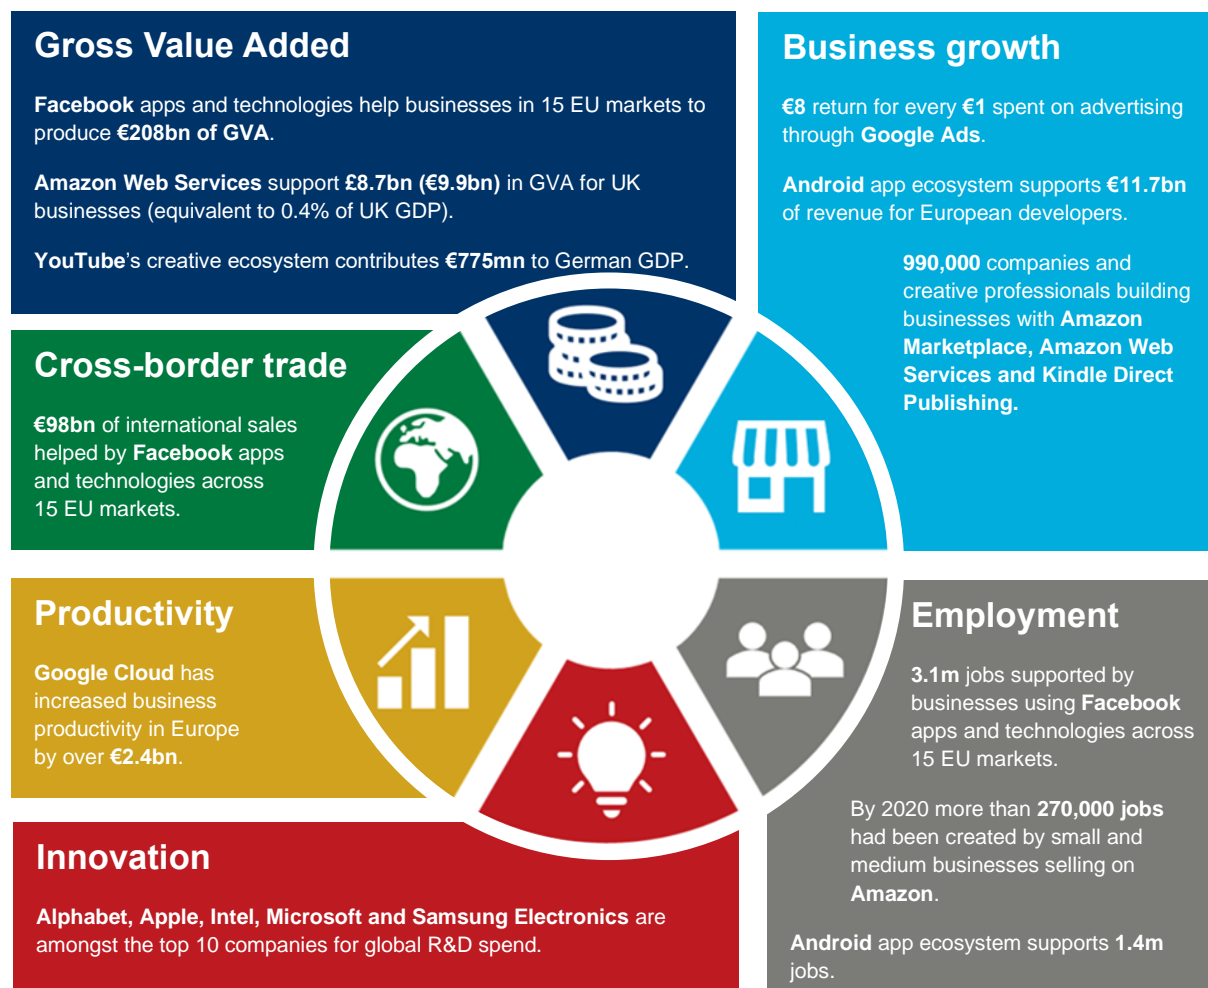 Gross Value Added
Facebook apps and technologies help businesses in 15 EU markets to
produce €208bn of GVA.
Amazon Web Services support £8.7bn (€9.9bn) in GVA for UK
businesses (equivalent to 0.4% of UK GDP).
YouTube's creative ecosystem contributes €775mn to German GDP.
Business growth
€8 return for every €1 spent on advertising
through Google Ads.
Android app ecosystem supports €11.7bn
of revenue for European developers.
990,000 companies and
creative professionals building
businesses with Amazon
Marketplace, Amazon Web
Services and Kindle Direct
Publishing.
Cross-border trade
€98bn of international sales
helped by Facebook apps
and technologies across
15 EU markets.
Productivity
Google Cloud has
increased business
productivity in Europe
by over €2.4bn.
Employment
3.1m jobs supported by
businesses using Facebook
apps and technologies across
15 EU markets.
By 2020 more than 270,000 jobs
had been created by small and
medium businesses selling on
Amazon.
Android app ecosystem supports 1.4m
jobs.
Innovation
Alphabet, Apple, Intel, Microsoft and Samsung Electronics are
amongst the top 10 companies for global R&D spend.